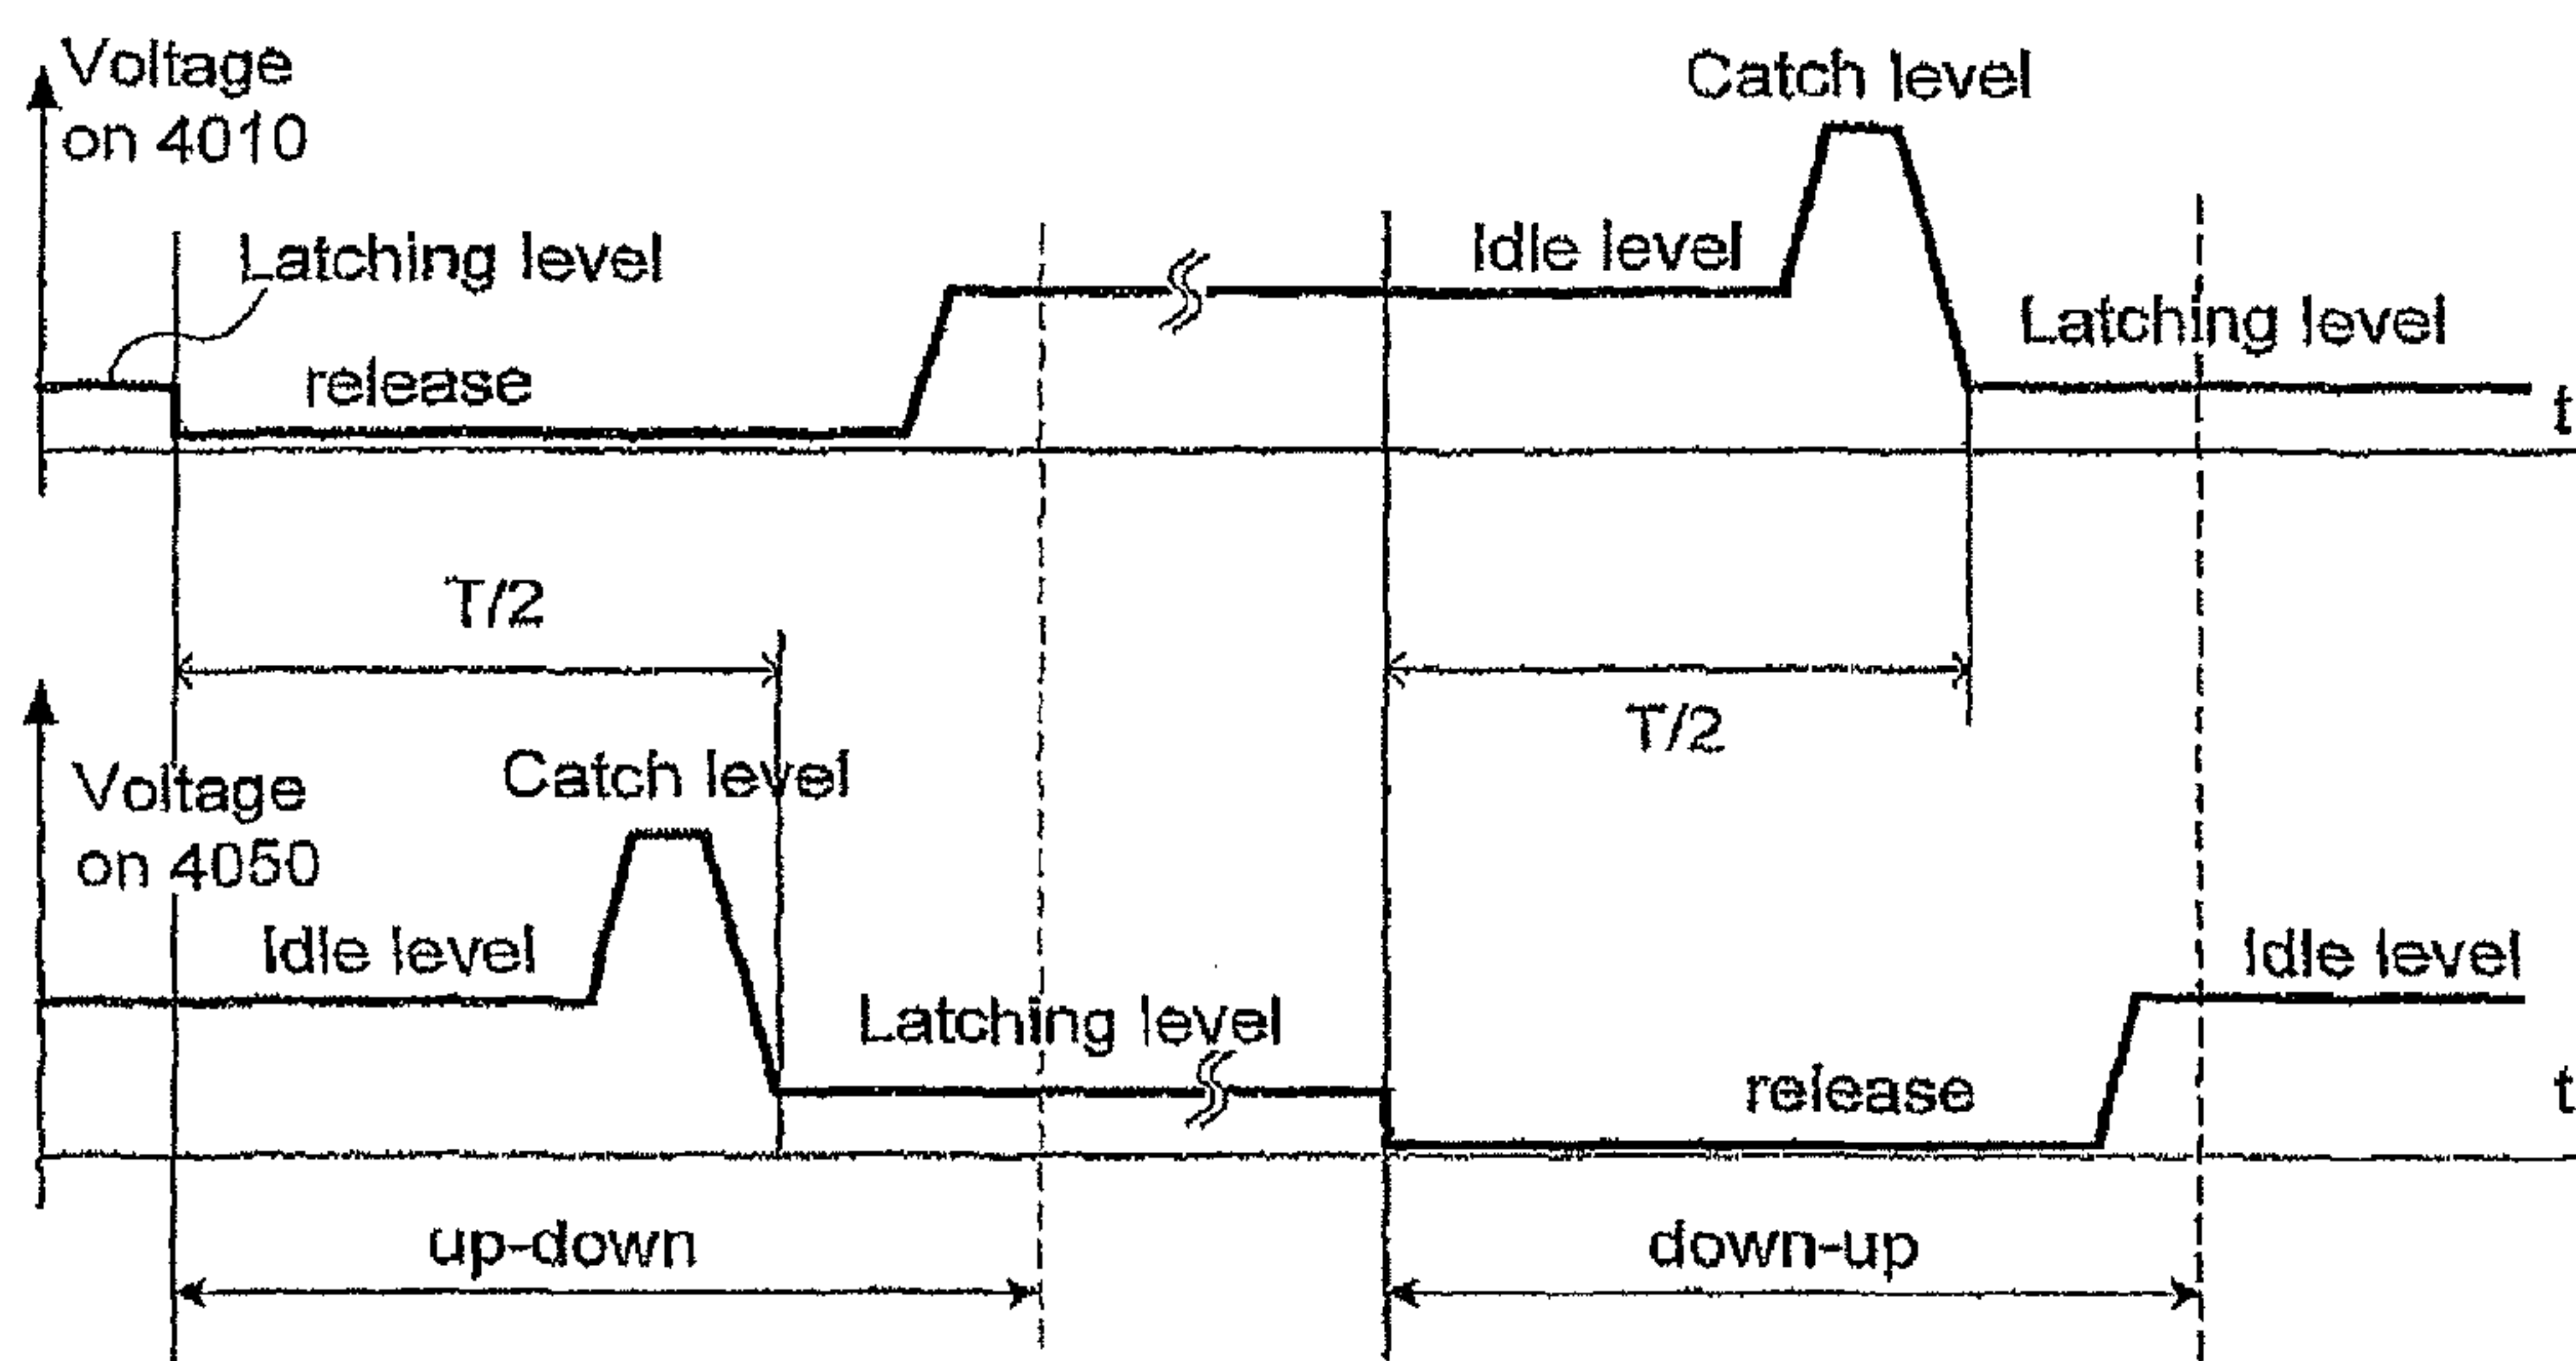 Voltage
on 4010
Catch level
Latching level
Idle level
release
Latching level
t
T/2
T/2
Voltage
on 4050
Catch level
Idle level
Latching level
Idle level
release
t
up-down
down-up